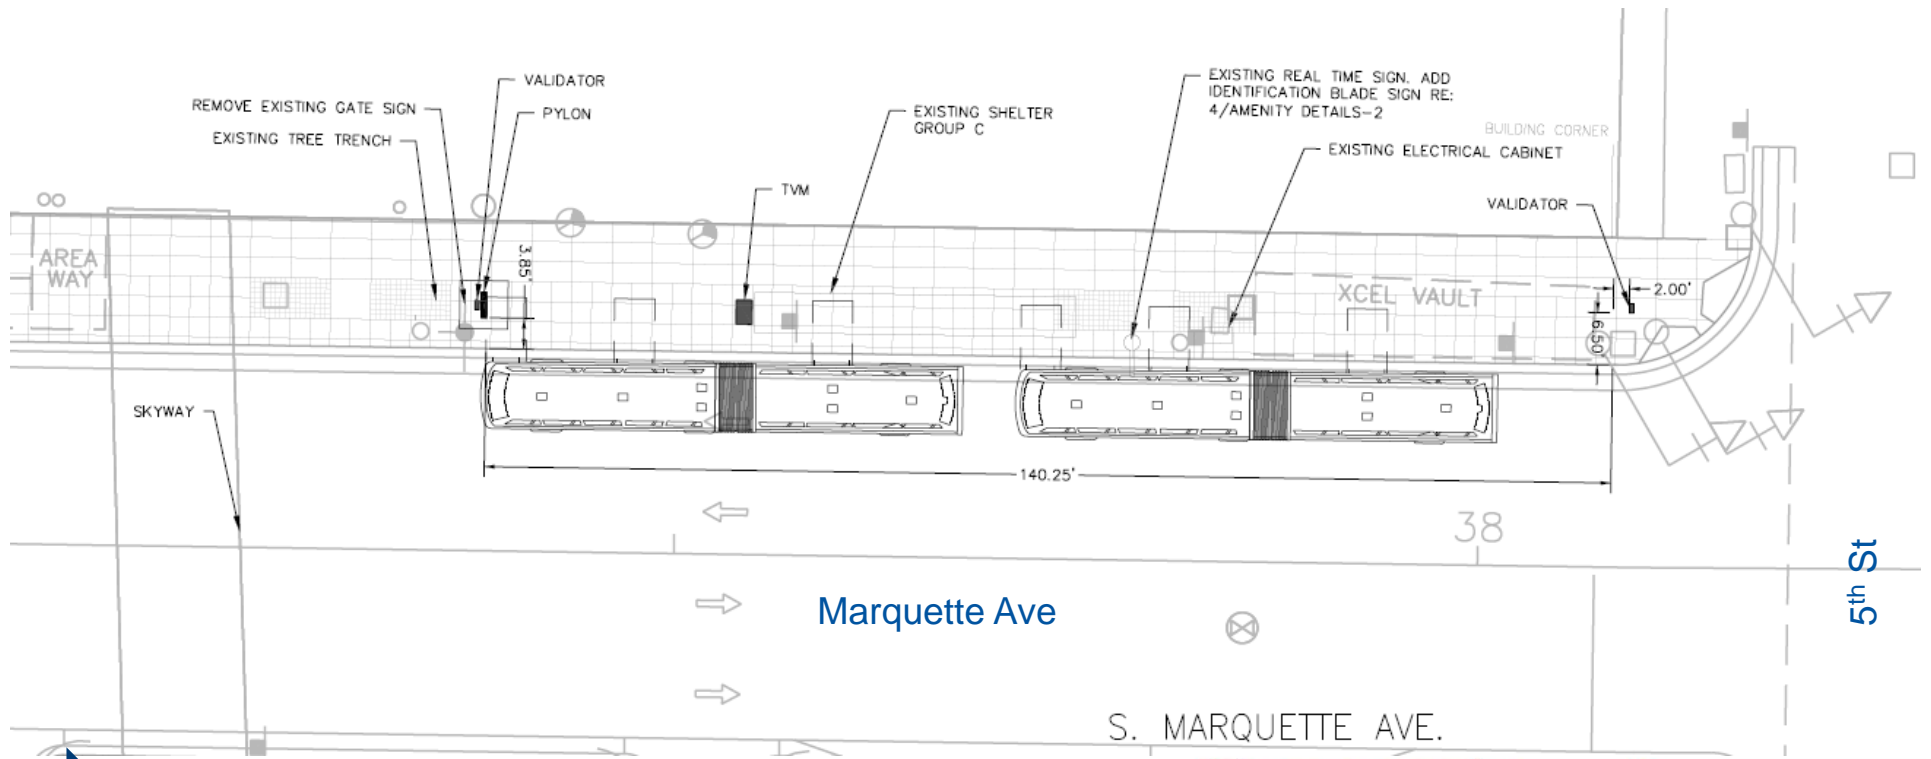 VALIDATOR
REMOVE EXISTING GATE SIGN
PYLON
EXISTING TREE TRENCH
EXISTING SHELTER
GROUP C
TVM
EXISTING REAL TIME SIGN. ADD
IDENTIFICATION BLADE SIGN RE:
4/AMENITY DETAILS-2
BUILDING CORNER
EXISTING ELECTRICAL CABINET
VALIDATOR
AREA
WAY
3.85'
XCEL VAULT
2.00'
6.50'
SKYWAY
140.25'
38
Marquette Ave
5th St
S. MARQUETTE AVE.